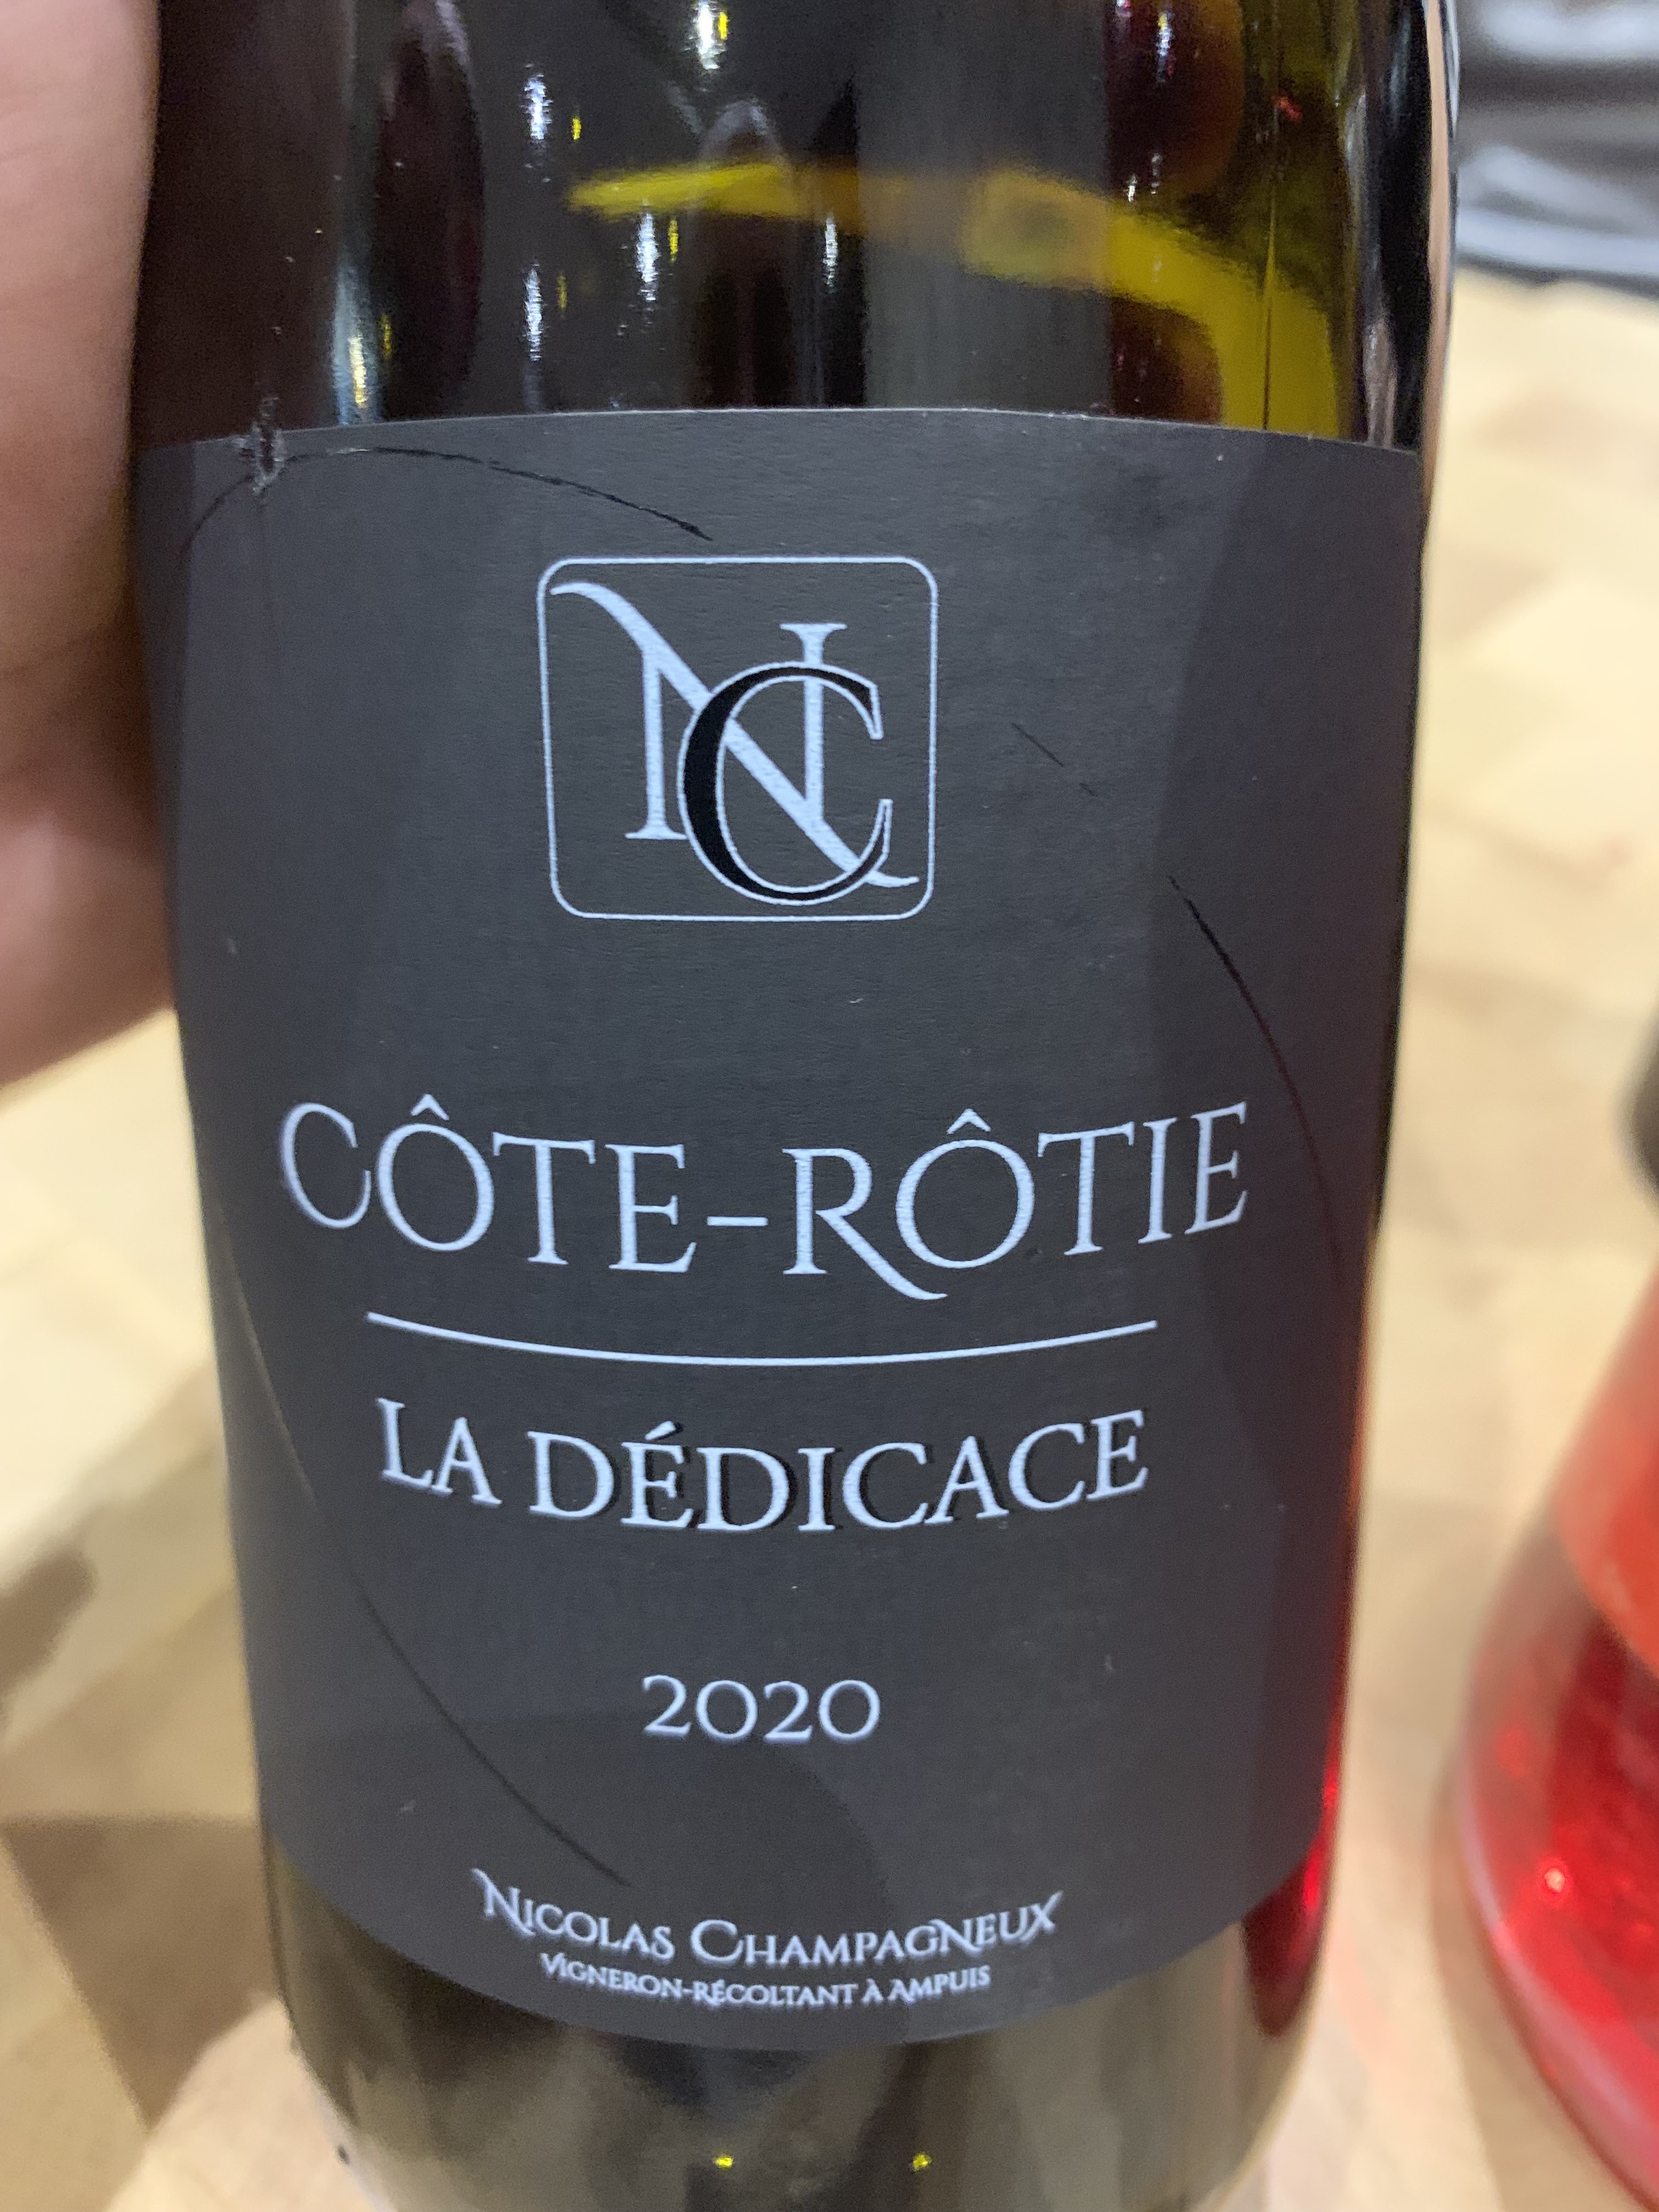 NC
CÔTE-RÔTIE
LA DÉDICACE
2020
NICOLAS CHAMPAGNEUX
VIGNERON-RÉCOLTANT À AMPUIS